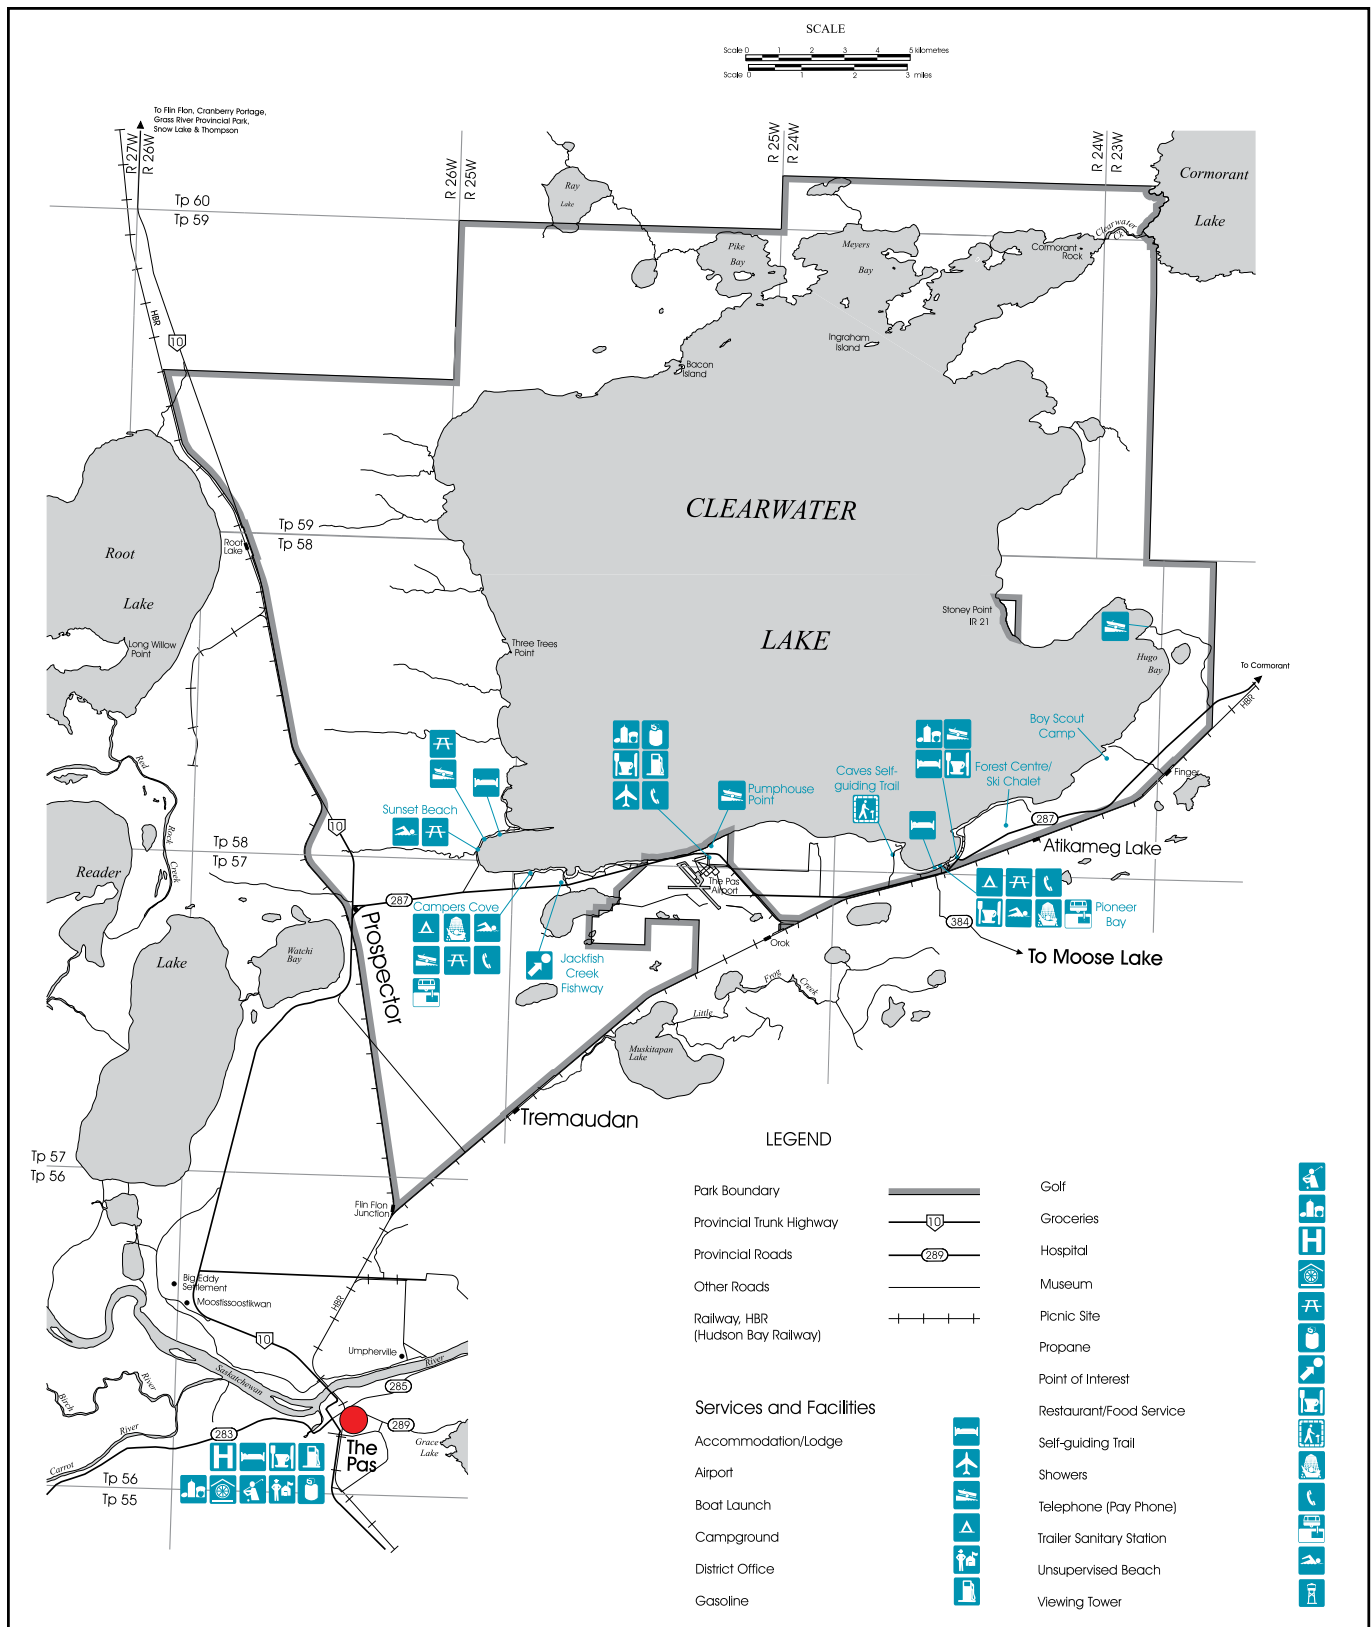 SCALE
Scale 0 1 2 3 4 5 kilometres
Scale 0 1 2 3 miles
To Flin Flon, Cranberry Portage,
Grass River Provincial Park,
Snow Lake & Thompson
R 27W
R 26W
R 26W
R 25W
R 25W
R 24W
R 24W
R 23W
Tp 60
Tp 59
Cormorant
Lake
Ray
Lake
Pike
Bay
Meyers
Bay
Clearwater
Cr.
Cormorant
Rock
HBR
10
Ingraham
Island
Bacon
Island
CLEARWATER
LAKE
Tp 59
Tp 58
Root
Lake
Root
Lake
Long Willow
Point
Three Trees
Point
Stoney Point
IR 21
Hugo
Bay
To Cormorant
HBR
Boy Scout
Camp
Forest Centre/
Ski Chalet
Finger
287
Atikameg Lake
Caves Self-
guiding Trail
Pumphouse
Point
Sunset Beach
10
Red
Rock
Creek
Tp 58
Tp 57
Reader
Lake
287
Campers Cove
The Pas
Airport
Pioneer
Bay
384
To Moose Lake
Orok
Prospector
Watchi
Bay
Jackfish
Creek
Fishway
Frog
Creek
Little
Muskitapan
Lake
Tremaudan
Tp 57
Tp 56
Flin Flon
Junction
Big Eddy
Settlement
Moostissoostikwan
HBR
10
Umpherville
River
Saskatchewan
285
289
283
Birch
River
River
Carrot
The
Pas
Grace
Lake
H
Tp 56
Tp 55
LEGEND
Park Boundary
Provincial Trunk Highway 10
Provincial Roads 289
Other Roads
Railway, HBR
(Hudson Bay Railway)
Services and Facilities
Accommodation/Lodge
Airport
Boat Launch
Campground
District Office
Gasoline
Golf
Groceries
Hospital H
Museum
Picnic Site
Propane
Point of Interest
Restaurant/Food Service
Self-guiding Trail
Showers
Telephone (Pay Phone)
Trailer Sanitary Station
Unsupervised Beach
Viewing Tower